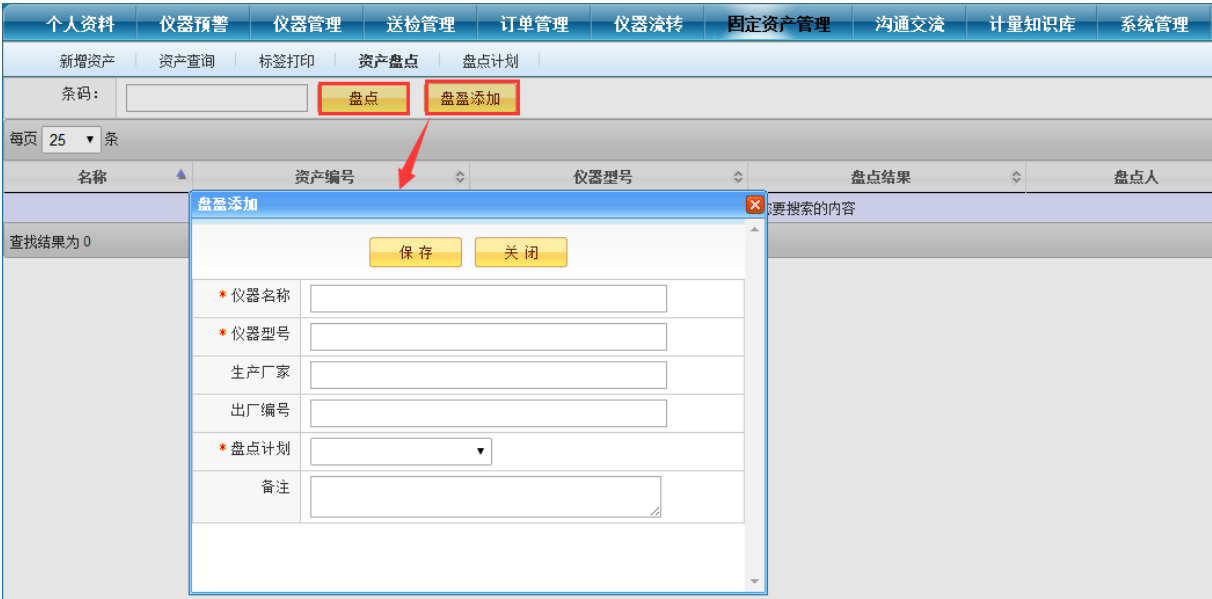 个人资料 仪器预警 仪器管理 送检管理 订单管理 仪器流转 固定资产管理 沟通交流 计量知识库 系统管理
新增资产 资产查询 标签打印 资产盘点 盘点计划
条码: 盘点 盘盈添加
每页 25 条
名称 资产编号 仪器型号 盘点结果 盘点人
要搜索的内容
查找结果为 0
盘盈添加
保 存 关 闭
* 仪器名称
* 仪器型号
生产厂家
出厂编号
* 盘点计划
备注